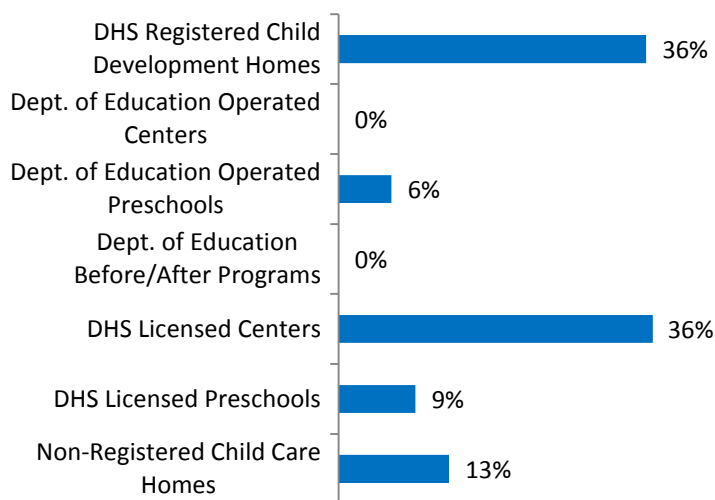 DHS Registered Child
Development Homes
36%
Dept. of Education Operated
Centers
0%
Dept. of Education Operated
Preschools
6%
Dept. of Education
Before/After Programs
0%
DHS Licensed Centers
36%
DHS Licensed Preschools
9%
Non-Registered Child Care
Homes
13%